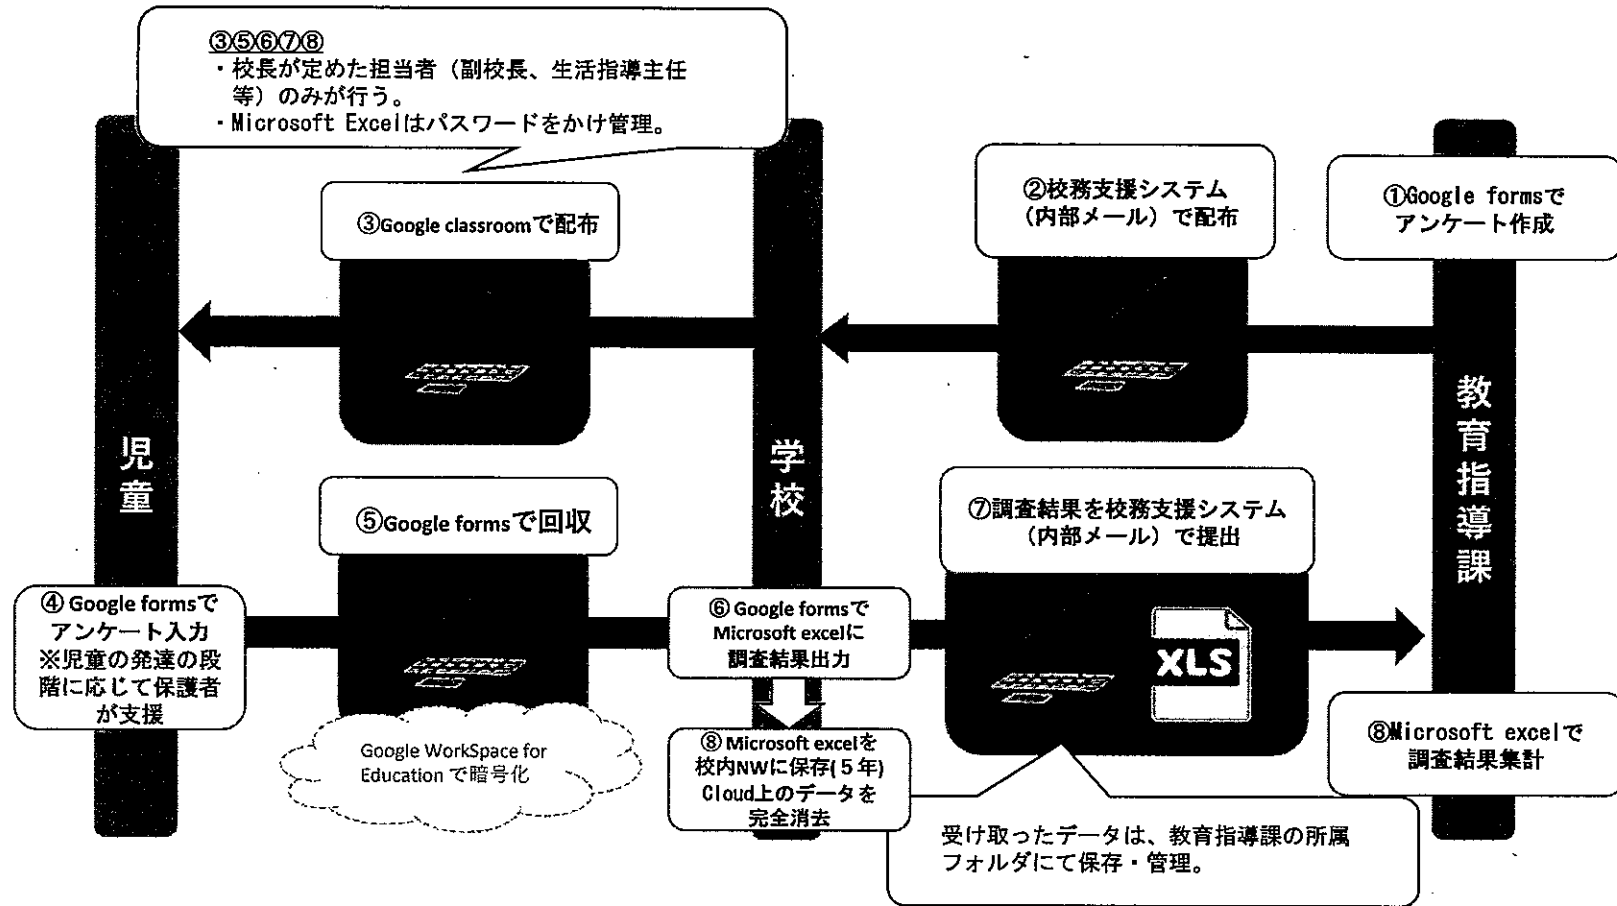 ③⑤⑥⑦⑧
・校長が定めた担当者（副校長、生活指導主任
等）のみが行う。
・Microsoft Excelはパスワードをかけ管理。
③Google classroomで配布
②校務支援システム
（内部メール）で配布
①Google formsで
アンケート作成
児童
学校
教育指導課
⑤Google formsで回収
⑦調査結果を校務支援システム
（内部メール）で提出
④ Google formsで
アンケート入力
※児童の発達の段
階に応じて保護者
が支援
⑥ Google formsで
Microsoft excelに
調査結果出力
XLS
Google WorkSpace for
Education で暗号化
⑧ Microsoft excelを
校内NWに保存(５年)
Cloud上のデータを
完全消去
⑧Microsoft excelで
調査結果集計
受け取ったデータは、教育指導課の所属
フォルダにて保存・管理。